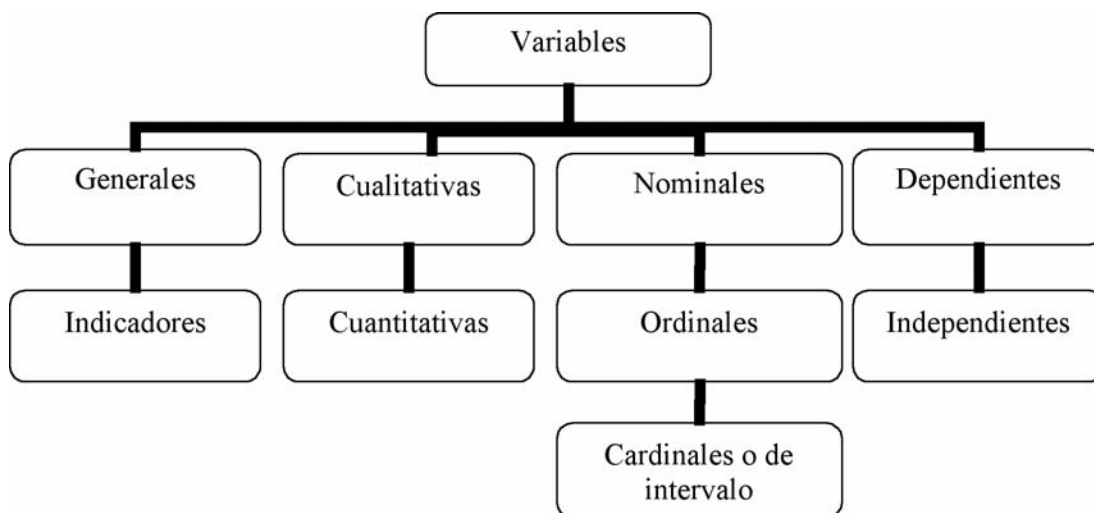 Variables
Generales
Cualitativas
Nominales
Dependientes
Indicadores
Cuantitativas
Ordinales
Independientes
Cardinales o de
intervalo